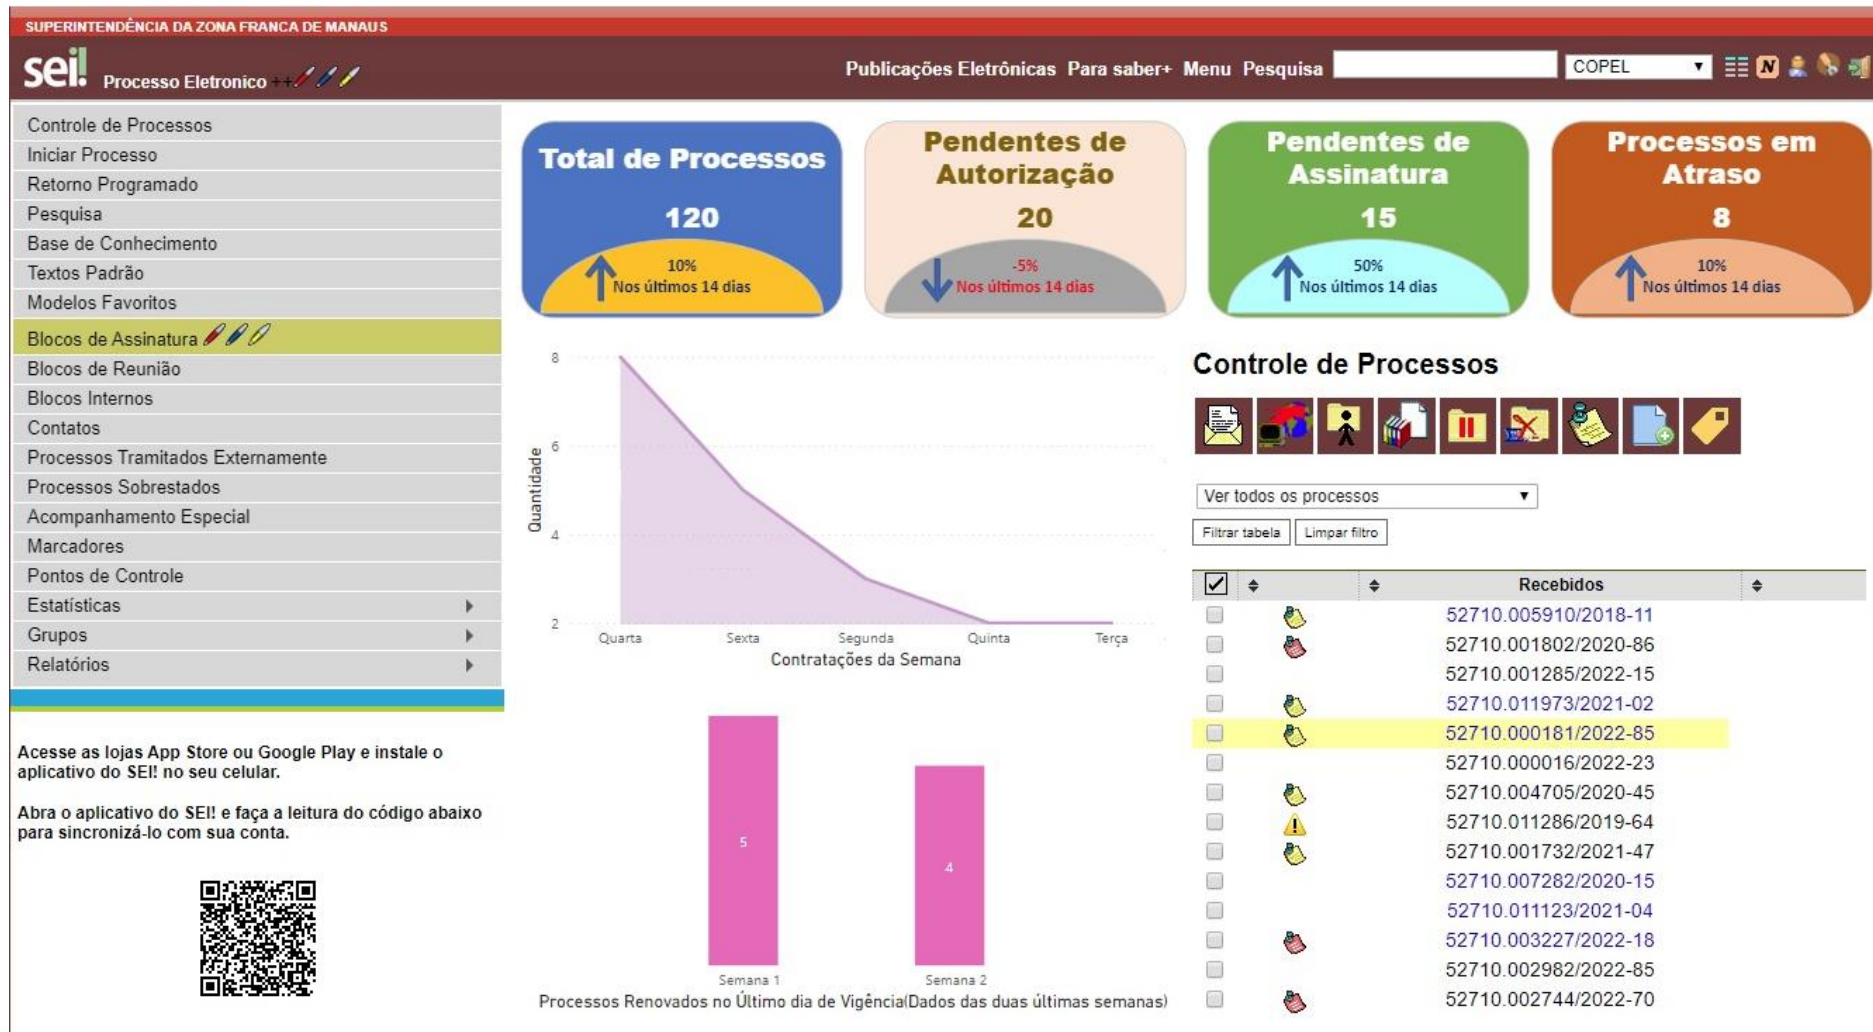 SUPERINTENDÊNCIA DA ZONA FRANCA DE MANAUS
sei! Processo Eletronico ++
Publicações Eletrônicas Para saber+ Menu Pesquisa COPEL
N
Controle de Processos
Iniciar Processo
Retorno Programado
Pesquisa
Base de Conhecimento
Textos Padrão
Modelos Favoritos
Blocos de Assinatura
Blocos de Reunião
Blocos Internos
Contatos
Processos Tramitados Externamente
Processos Sobrestados
Acompanhamento Especial
Marcadores
Pontos de Controle
Estatísticas
Grupos
Relatórios
Acesse as lojas App Store ou Google Play e instale o
aplicativo do SEI! no seu celular.
Abra o aplicativo do SEI! e faça a leitura do código abaixo
para sincronizá-lo com sua conta.
Total de Processos
120
10%
Nos últimos 14 dias
Pendentes de
Autorização
20
-5%
Nos últimos 14 dias
Pendentes de
Assinatura
15
50%
Nos últimos 14 dias
Processos em
Atraso
8
10%
Nos últimos 14 dias
8
6
4
2
Quantidade
Quarta Sexta Segunda Quinta Terça
Contratações da Semana
5
4
Semana 1 Semana 2
Processos Renovados no Último dia de Vigência(Dados das duas últimas semanas)
Controle de Processos
Ver todos os processos
Filtrar tabela Limpar filtro
Recebidos
52710.005910/2018-11
52710.001802/2020-86
52710.001285/2022-15
52710.011973/2021-02
52710.000181/2022-85
52710.000016/2022-23
52710.004705/2020-45
52710.011286/2019-64
52710.001732/2021-47
52710.007282/2020-15
52710.011123/2021-04
52710.003227/2022-18
52710.002982/2022-85
52710.002744/2022-70